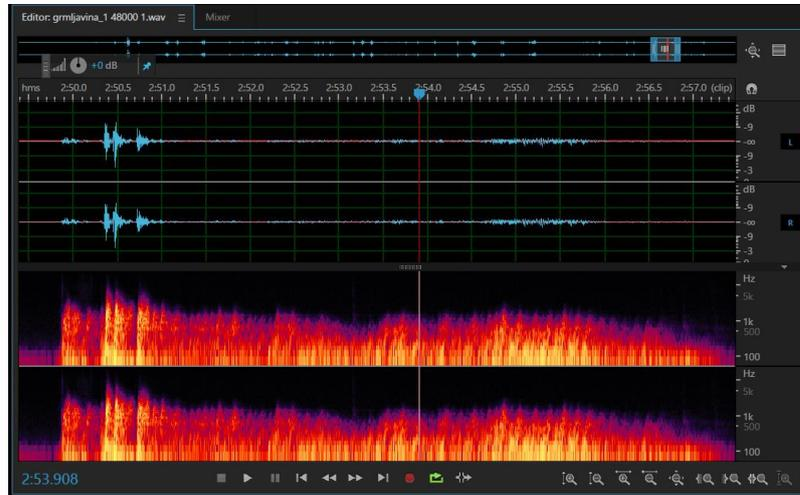 Editor: grmljavina_1 48000 1.wav ☰ Mixer
+0 dB
hms 2:50.0 2:50.5 2:51.0 2:51.5 2:52.0 2:52.5 2:53.0 2:53.5 2:54.0 2:54.5 2:55.0 2:55.5 2:56.0 2:56.5 2:57.0 (clip)
dB
-9
-∞ L
-9
-3
dB
-9
-∞ R
-9
-3
Hz
5k
1k
500
100
Hz
5k
1k
500
100
2:53.908